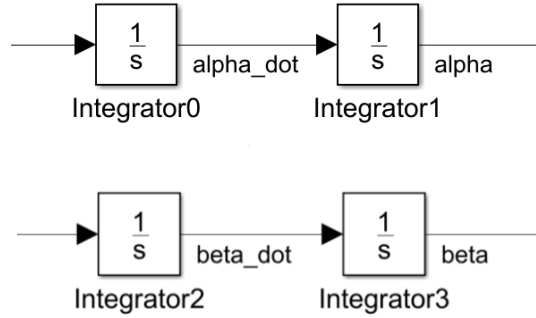 1
s
alpha_dot
1
s
alpha
Integrator0
Integrator1
1
s
beta_dot
1
s
beta
Integrator2
Integrator3